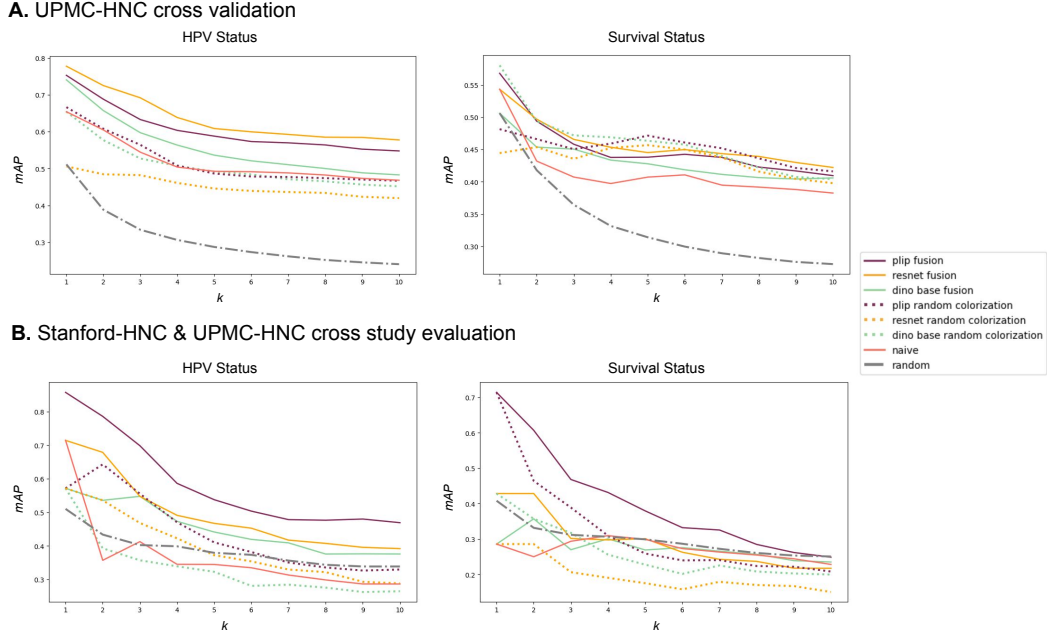 A. UPMC-HNC cross validation
HPV Status
Survival Status
0.8
0.7
0.6
0.5
0.4
0.3
mAP
1 2 3 4 5 6 7 8 9 10
k
0.55
0.50
0.45
0.40
0.35
0.30
mAP
1 2 3 4 5 6 7 8 9 10
k
plip fusion
resnet fusion
dino base fusion
plip random colorization
resnet random colorization
dino base random colorization
naive
random
B. Stanford-HNC & UPMC-HNC cross study evaluation
HPV Status
Survival Status
0.8
0.7
0.6
0.5
0.4
0.3
mAP
1 2 3 4 5 6 7 8 9 10
k
0.7
0.6
0.5
0.4
0.3
0.2
mAP
1 2 3 4 5 6 7 8 9 10
k